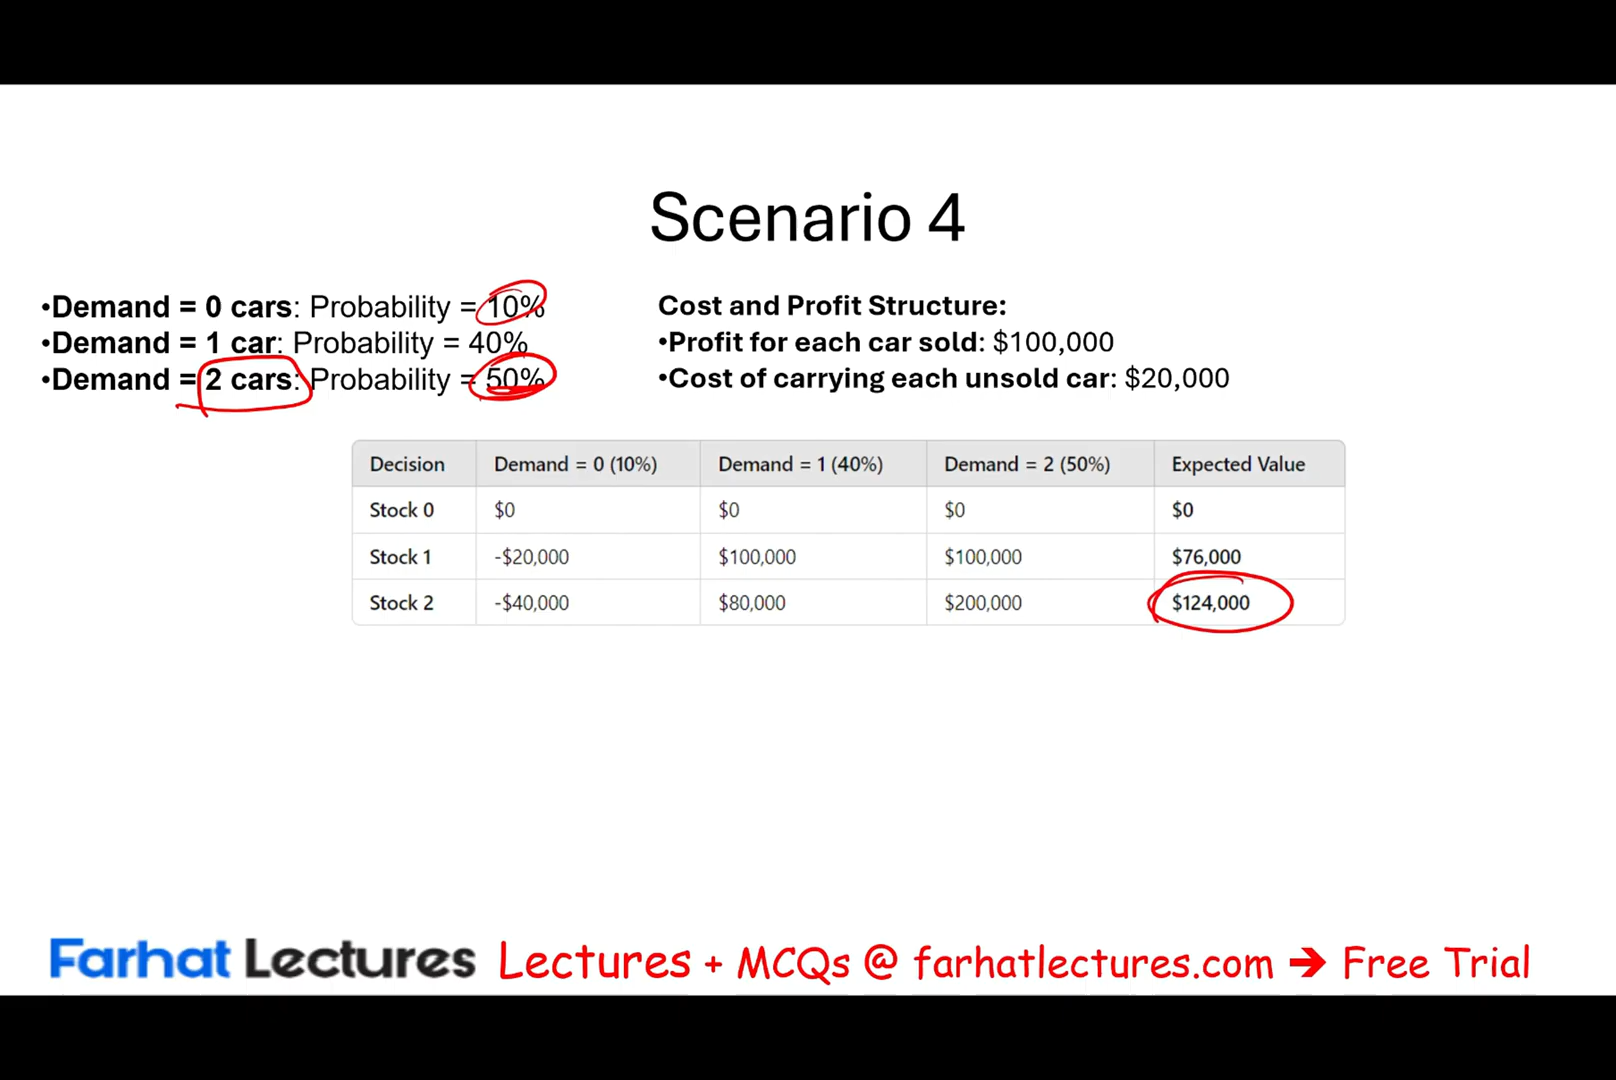 Scenario 4
•Demand = 0 cars: Probability = 10%
•Demand = 1 car: Probability = 40%
•Demand = 2 cars: Probability = 50%
Cost and Profit Structure:
•Profit for each car sold: $100,000
•Cost of carrying each unsold car: $20,000
Decision Demand = 0 (10%) Demand = 1 (40%) Demand = 2 (50%) Expected Value
Stock 0 $0 $0 $0 $0
Stock 1 -$20,000 $100,000 $100,000 $76,000
Stock 2 -$40,000 $80,000 $200,000 $124,000
Farhat Lectures Lectures + MCQs @ farhatlectures.com → Free Trial